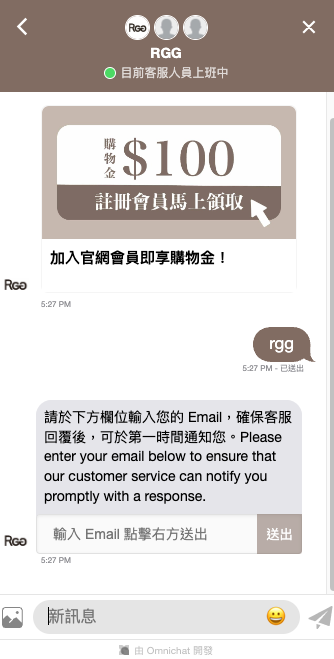 RGG
RGG
目前客服人員上班中
購物金
$100
註冊會員馬上領取
加入官網會員即享購物金！
RGG
5:27 PM
rgg
5:27 PM - 已送出
請於下方欄位輸入您的 Email，確保客服
回覆後，可於第一時間通知您。Please
enter your email below to ensure that
our customer service can notify you
promptly with a response.
輸入 Email 點擊右方送出
送出
RGG
5:27 PM
新訊息
由 Omnichat 開發